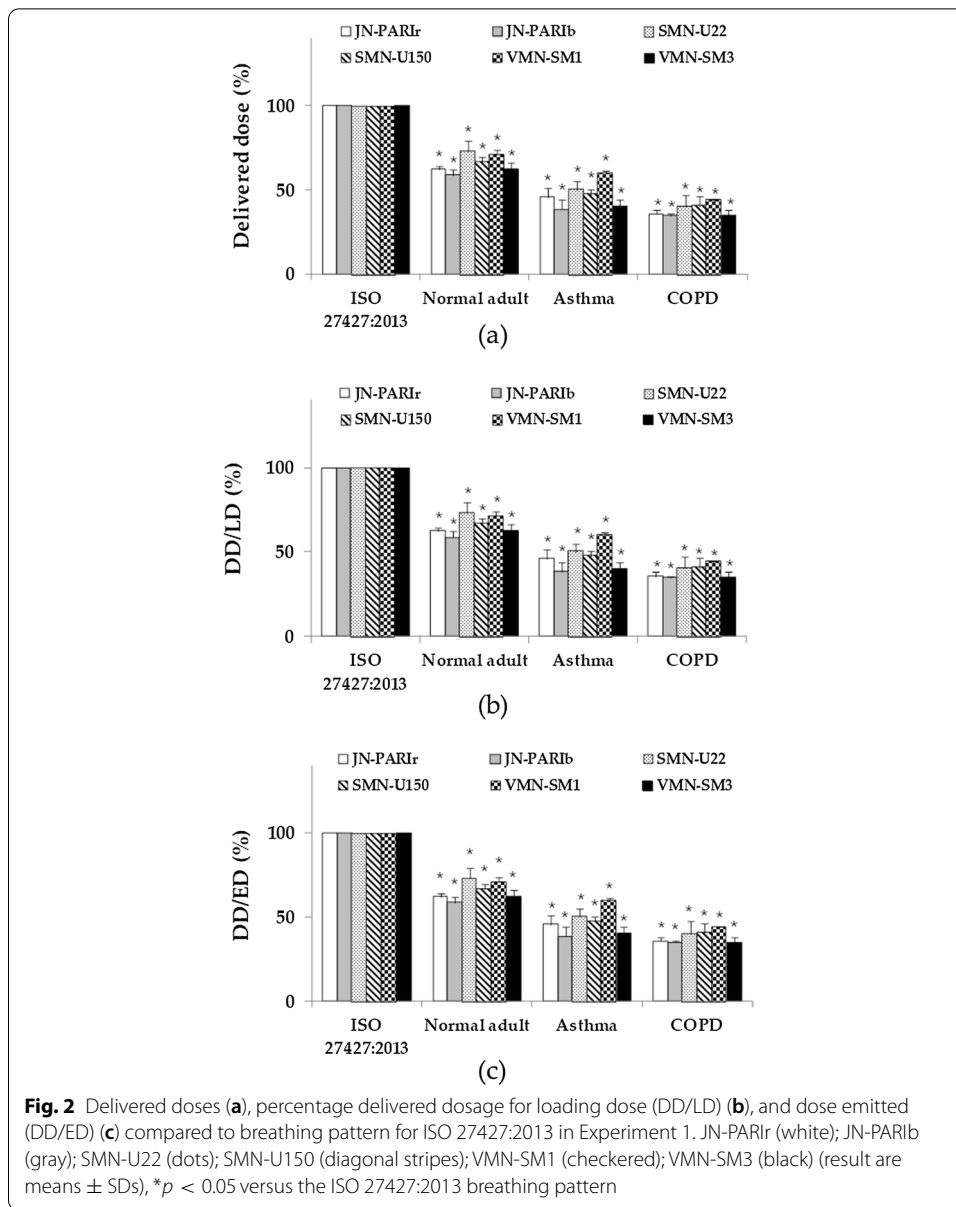 JN-PARIr JN-PARIb SMN-U22
SMN-U150 VMN-SM1 VMN-SM3
Delivered dose (%)
100
50
0
* * * * * *
* * * * * *
* * * * * *
ISO 27427:2013 Normal adult Asthma COPD
(a)
JN-PARIr JN-PARIb SMN-U22
SMN-U150 VMN-SM1 VMN-SM3
DD/LD (%)
100
50
0
* * * * * *
* * * * * *
* * * * * *
ISO 27427:2013 Normal adult Asthma COPD
(b)
JN-PARIr JN-PARIb SMN-U22
SMN-U150 VMN-SM1 VMN-SM3
DD/ED (%)
100
50
0
* * * * * *
* * * * * *
* * * * * *
ISO 27427:2013 Normal adult Asthma COPD
(c)
Fig. 2 Delivered doses (a), percentage delivered dosage for loading dose (DD/LD) (b), and dose emitted
(DD/ED) (c) compared to breathing pattern for ISO 27427:2013 in Experiment 1. JN-PARIr (white); JN-PARIb
(gray); SMN-U22 (dots); SMN-U150 (diagonal stripes); VMN-SM1 (checkered); VMN-SM3 (black) (result are
means ± SDs), *p < 0.05 versus the ISO 27427:2013 breathing pattern